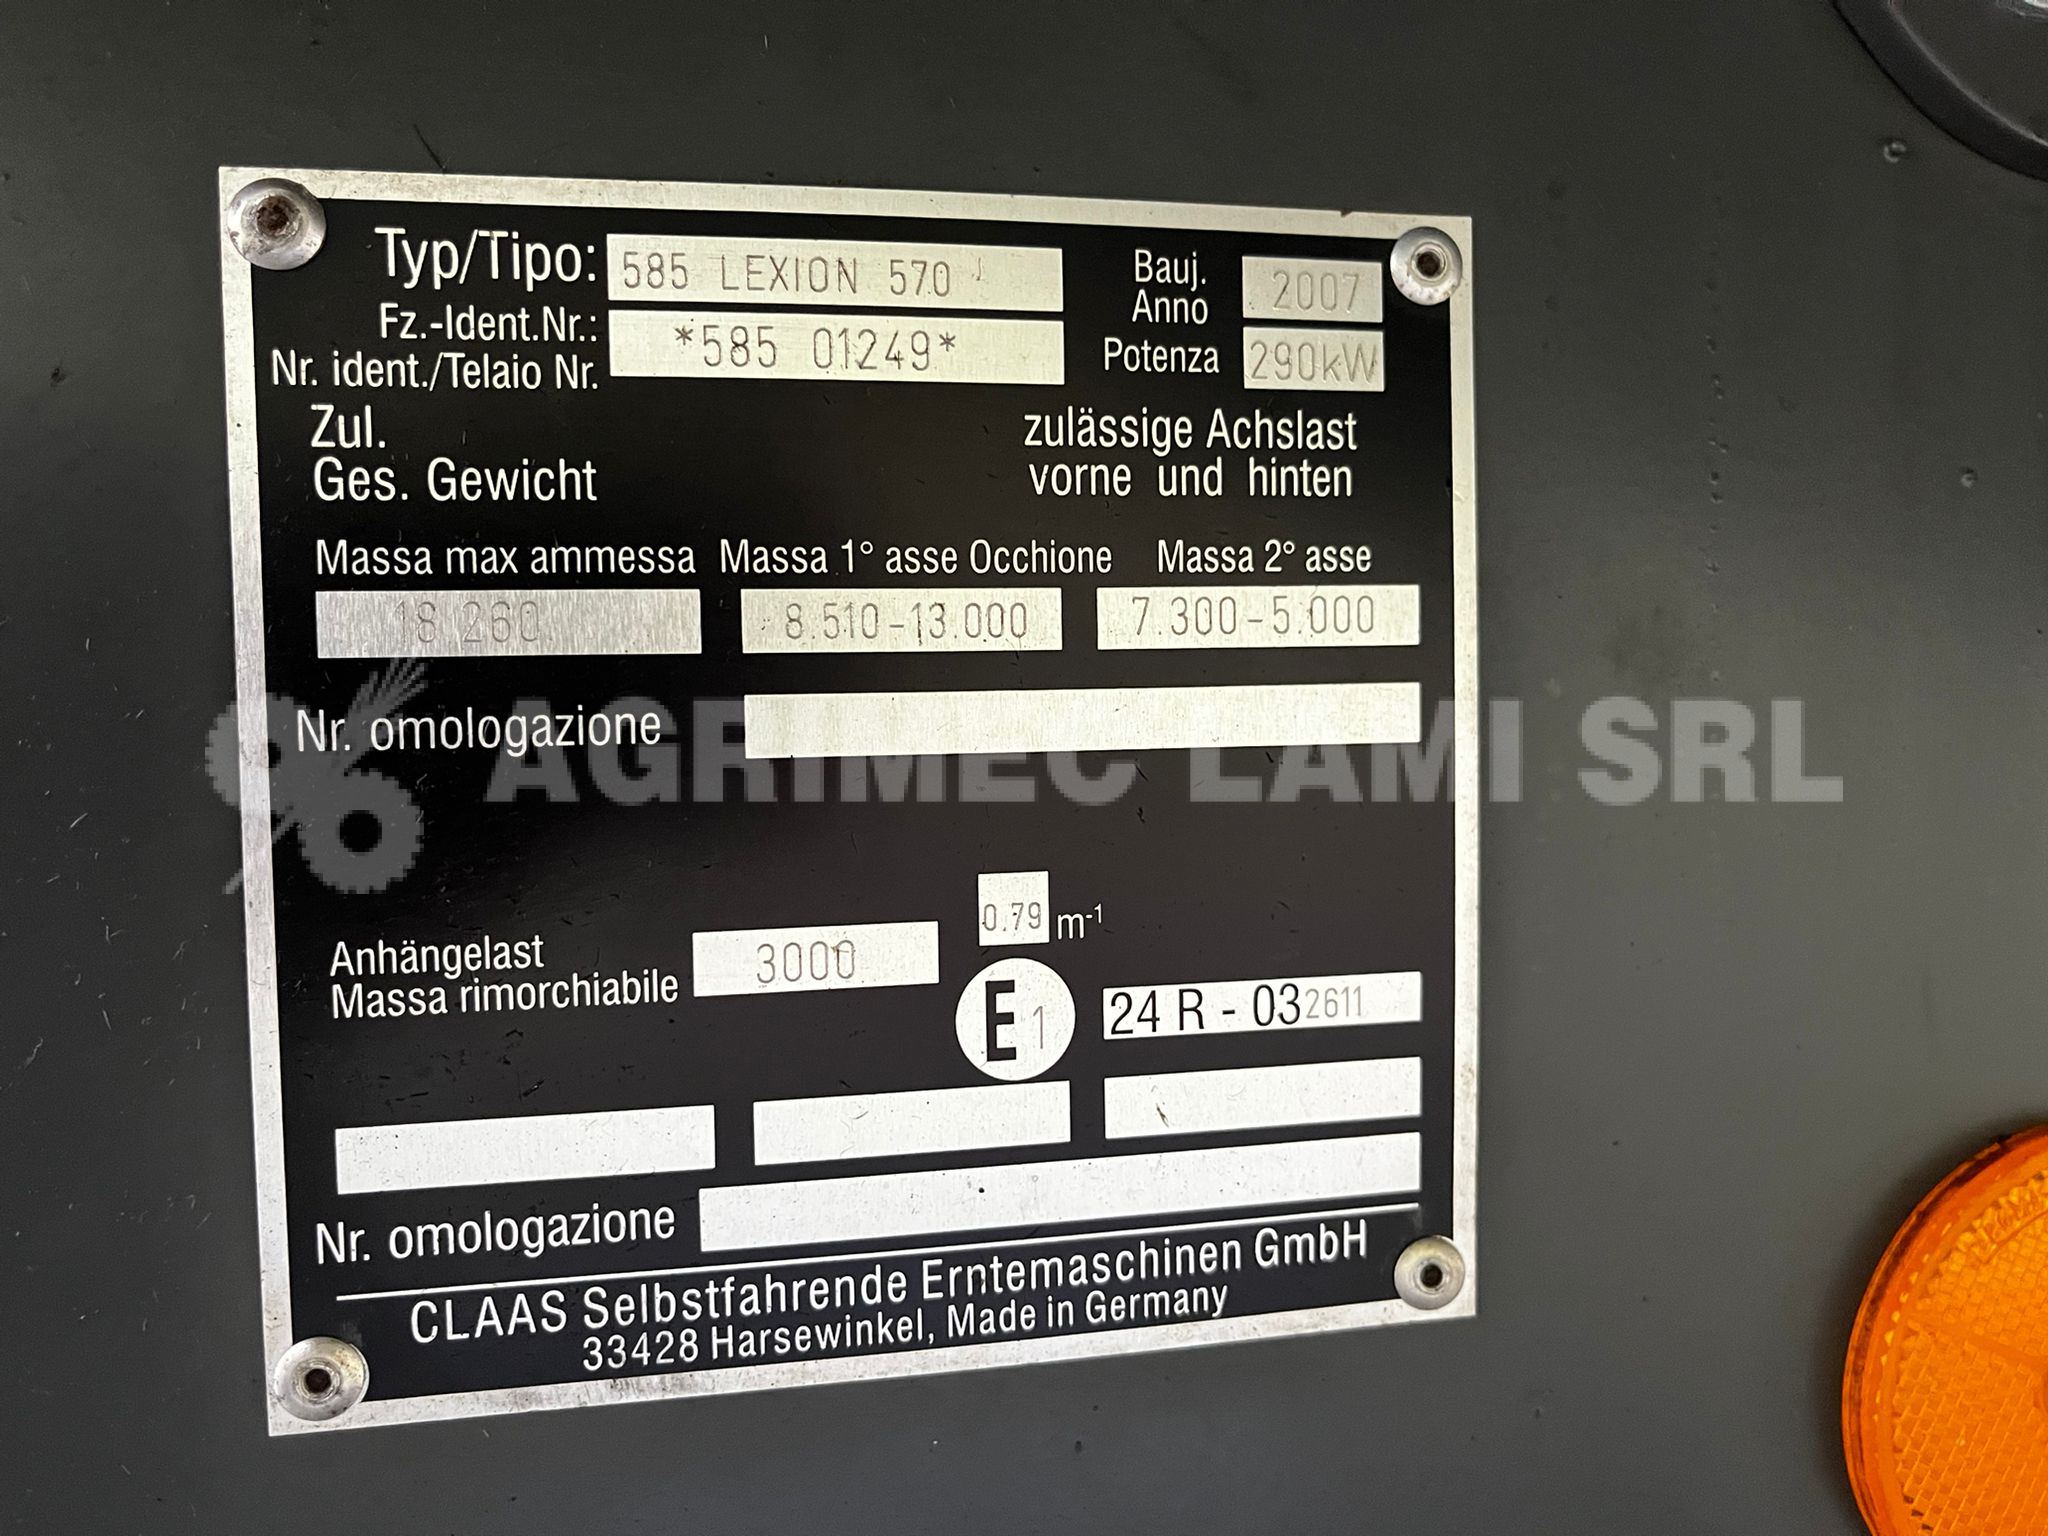 Typ/Tipo: 585 LEXION 570
Bauj.
Anno 2007
Fz.-Ident.Nr.:
Nr. ident./Telaio Nr. *585 01249*
Potenza 290kW
Zul.
Ges. Gewicht
zulässige Achslast
vorne und hinten
Massa max ammessa Massa 1° asse Occhione Massa 2° asse
18 260 8.510-13.000 7.300-5.000
Nr. omologazione
AGRIMEC LAMI SRL
0.79 m-1
Anhängelast
Massa rimorchiabile 3000
E1 24 R - 032611
Nr. omologazione
CLAAS Selbstfahrende Erntemaschinen GmbH
33428 Harsewinkel, Made in Germany